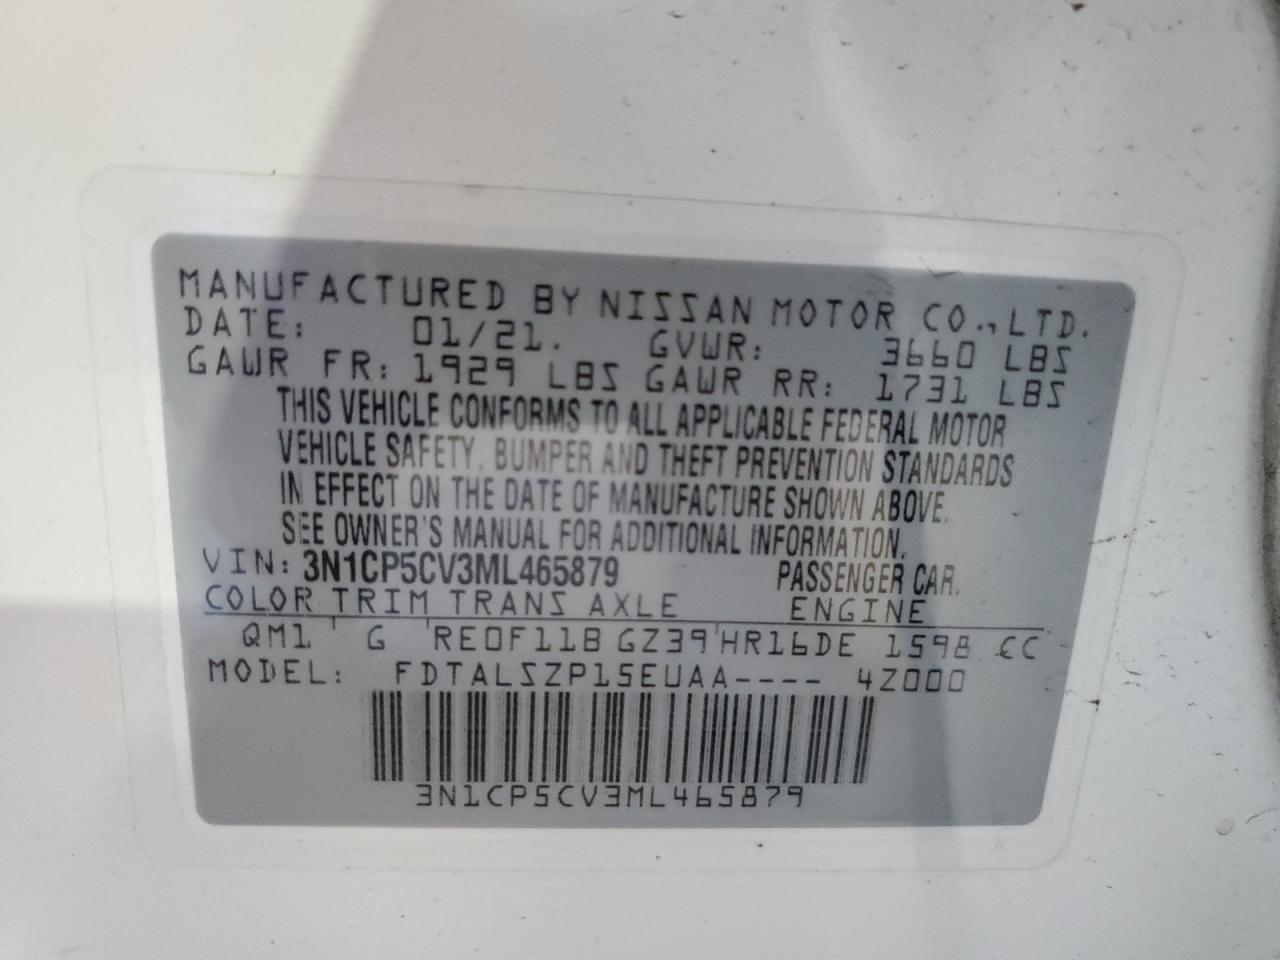 MANUFACTURED BY NISSAN MOTOR CO., LTD.
DATE: 01/21. GVWR: 3660 LBS
GAWR FR: 1929 LBS GAWR RR: 1731 LBS
THIS VEHICLE CONFORMS TO ALL APPLICABLE FEDERAL MOTOR
VEHICLE SAFETY, BUMPER AND THEFT PREVENTION STANDARDS
IN EFFECT ON THE DATE OF MANUFACTURE SHOWN ABOVE.
SEE OWNER'S MANUAL FOR ADDITIONAL INFORMATION.
VIN: 3N1CP5CV3ML465879 PASSENGER CAR.
COLOR TRIM TRANS AXLE ENGINE
QM1 G RE0F11B GZ39 HR16DE 1598 CC
MODEL: FDTALSZP15EUAA---- 4Z000
3N1CP5CV3ML465879